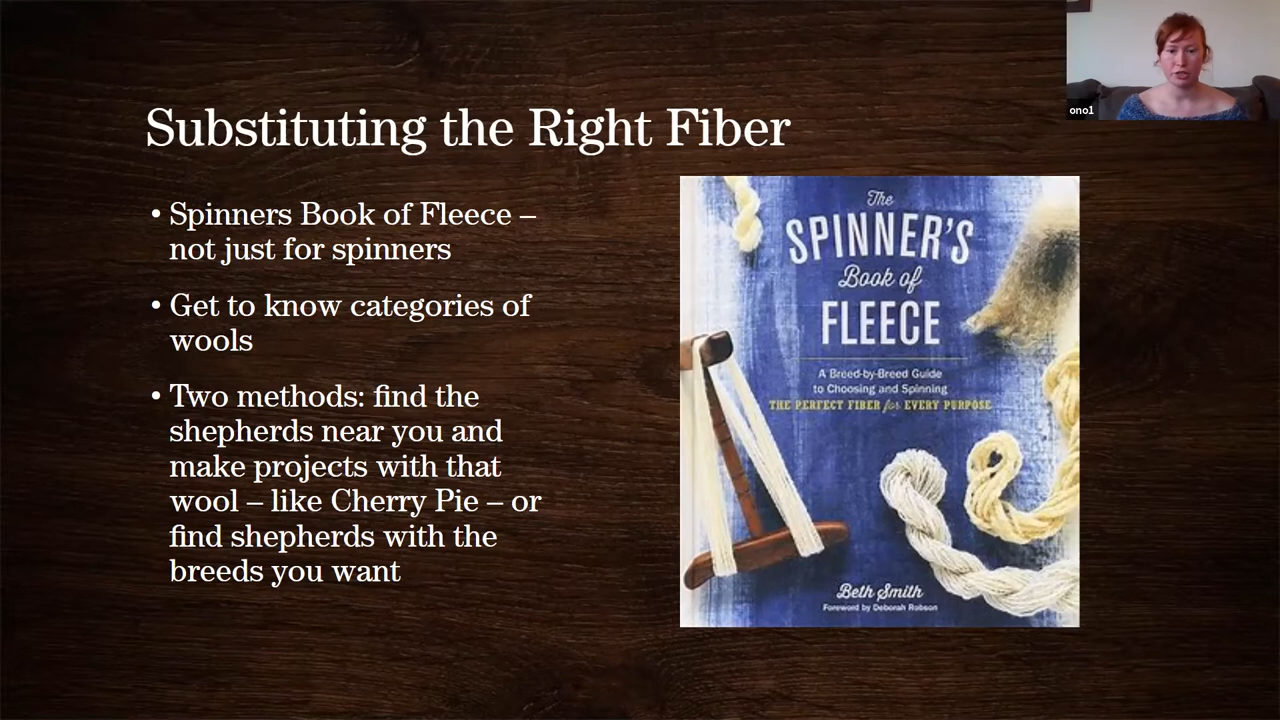 ono1
Substituting the Right Fiber
• Spinners Book of Fleece –
not just for spinners
• Get to know categories of
wools
• Two methods: find the
shepherds near you and
make projects with that
wool – like Cherry Pie – or
find shepherds with the
breeds you want
The
SPINNER'S
Book of
FLEECE
A Breed-by-Breed Guide
to Choosing and Spinning
THE PERFECT FIBER for EVERY PURPOSE
Beth Smith
Foreword by Deborah Robson